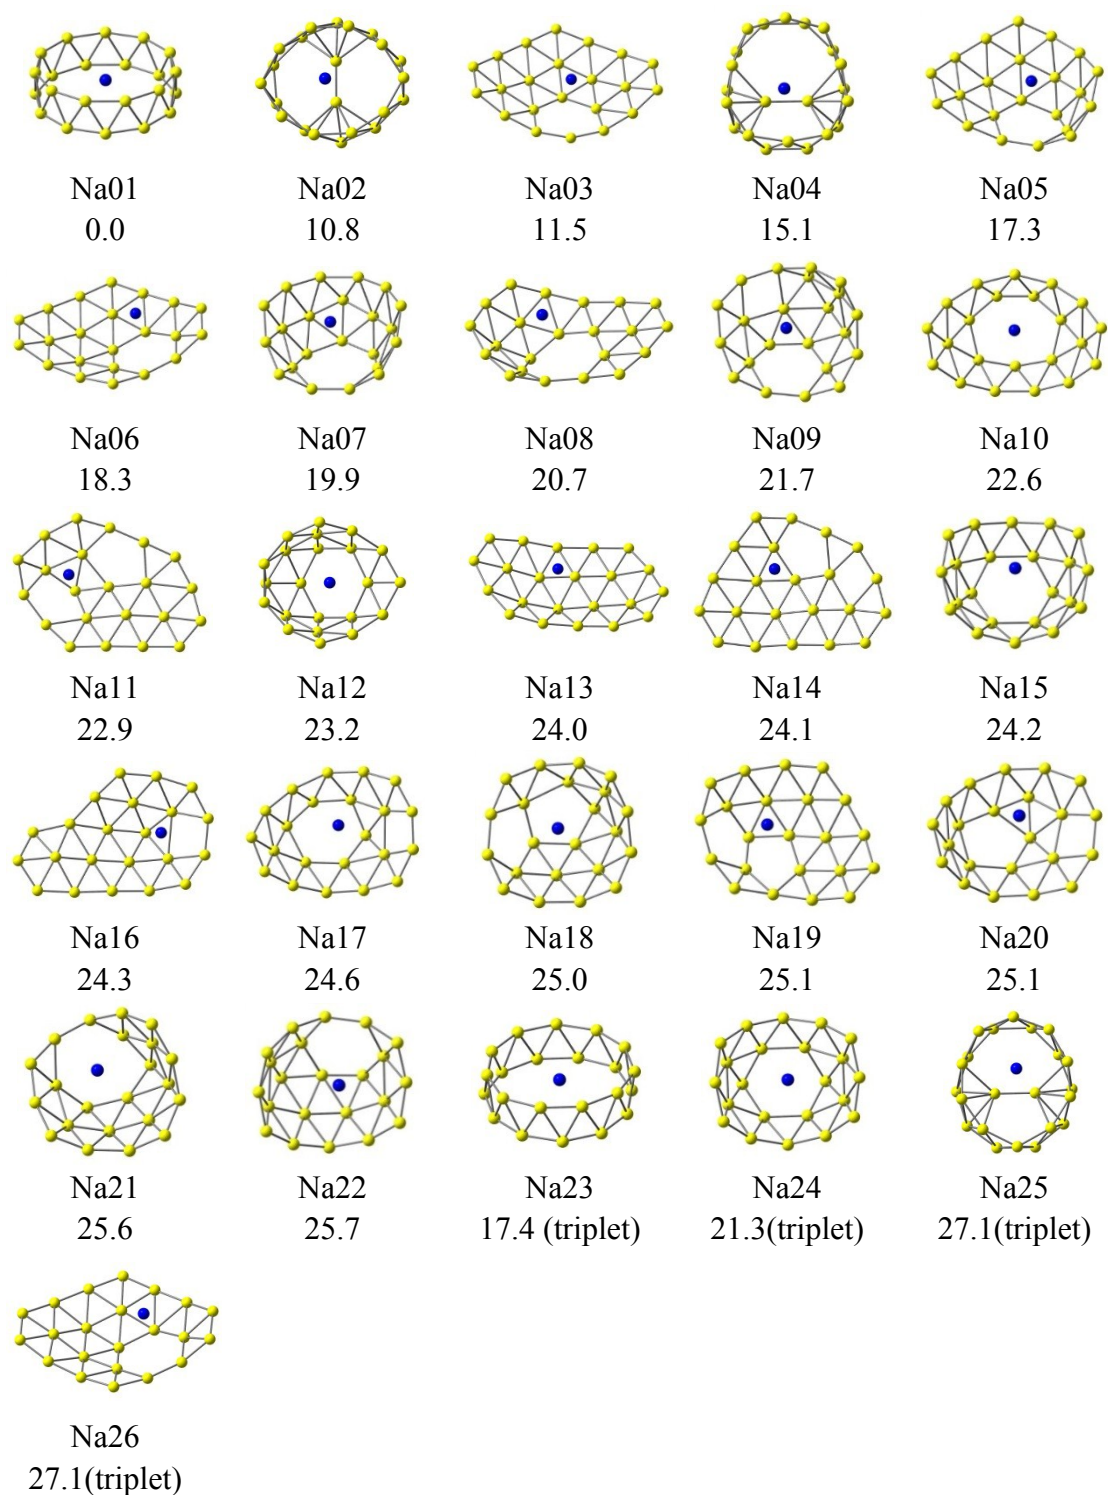 Na01 Na02 Na03 Na04 Na05
0.0 10.8 11.5 15.1 17.3
Na06 Na07 Na08 Na09 Na10
18.3 19.9 20.7 21.7 22.6
Na11 Na12 Na13 Na14 Na15
22.9 23.2 24.0 24.1 24.2
Na16 Na17 Na18 Na19 Na20
24.3 24.6 25.0 25.1 25.1
Na21 Na22 Na23 Na24 Na25
25.6 25.7 17.4 (triplet) 21.3(triplet) 27.1(triplet)
Na26
27.1(triplet)